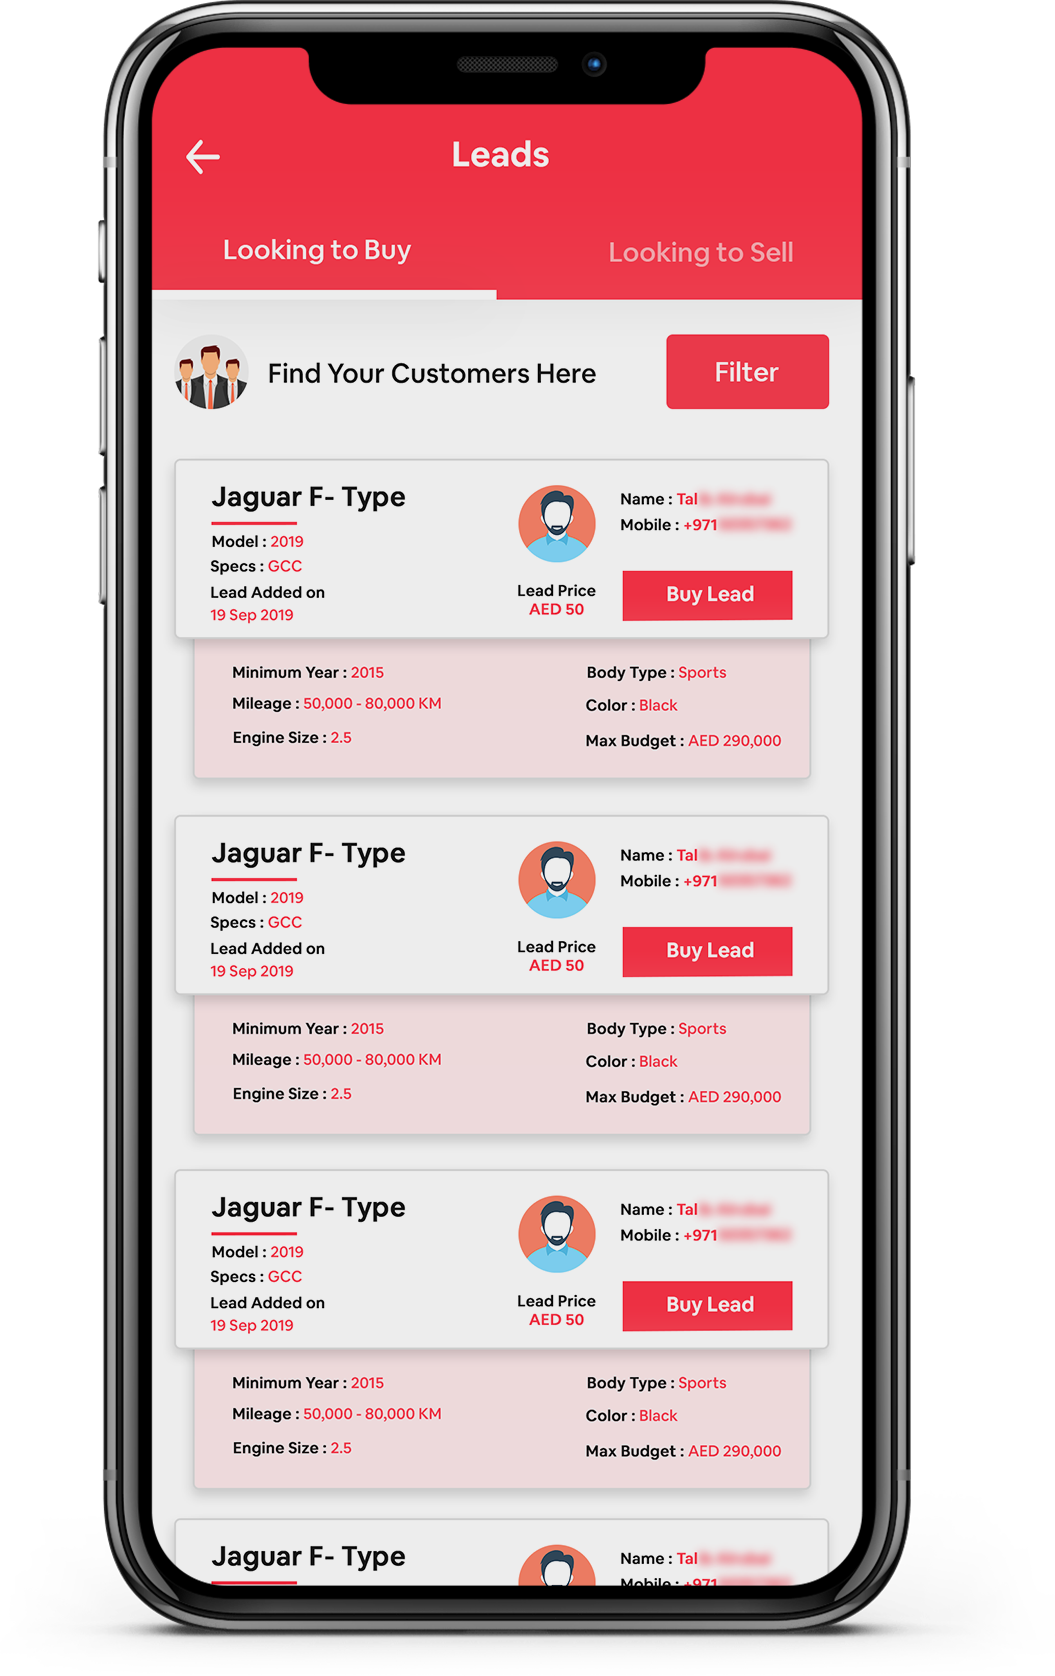 Leads
Looking to Buy
Looking to Sell
Find Your Customers Here
Filter
Jaguar F- Type
Model : 2019
Specs : GCC
Lead Added on
19 Sep 2019
Name : Tal
Mobile : +971
Lead Price
AED 50
Buy Lead
Minimum Year : 2015
Mileage : 50,000 - 80,000 KM
Engine Size : 2.5
Body Type : Sports
Color : Black
Max Budget : AED 290,000
Jaguar F- Type
Model : 2019
Specs : GCC
Lead Added on
19 Sep 2019
Name : Tal
Mobile : +971
Lead Price
AED 50
Buy Lead
Minimum Year : 2015
Mileage : 50,000 - 80,000 KM
Engine Size : 2.5
Body Type : Sports
Color : Black
Max Budget : AED 290,000
Jaguar F- Type
Model : 2019
Specs : GCC
Lead Added on
19 Sep 2019
Name : Tal
Mobile : +971
Lead Price
AED 50
Buy Lead
Minimum Year : 2015
Mileage : 50,000 - 80,000 KM
Engine Size : 2.5
Body Type : Sports
Color : Black
Max Budget : AED 290,000
Jaguar F- Type
Name : Tal
Mobile : +971